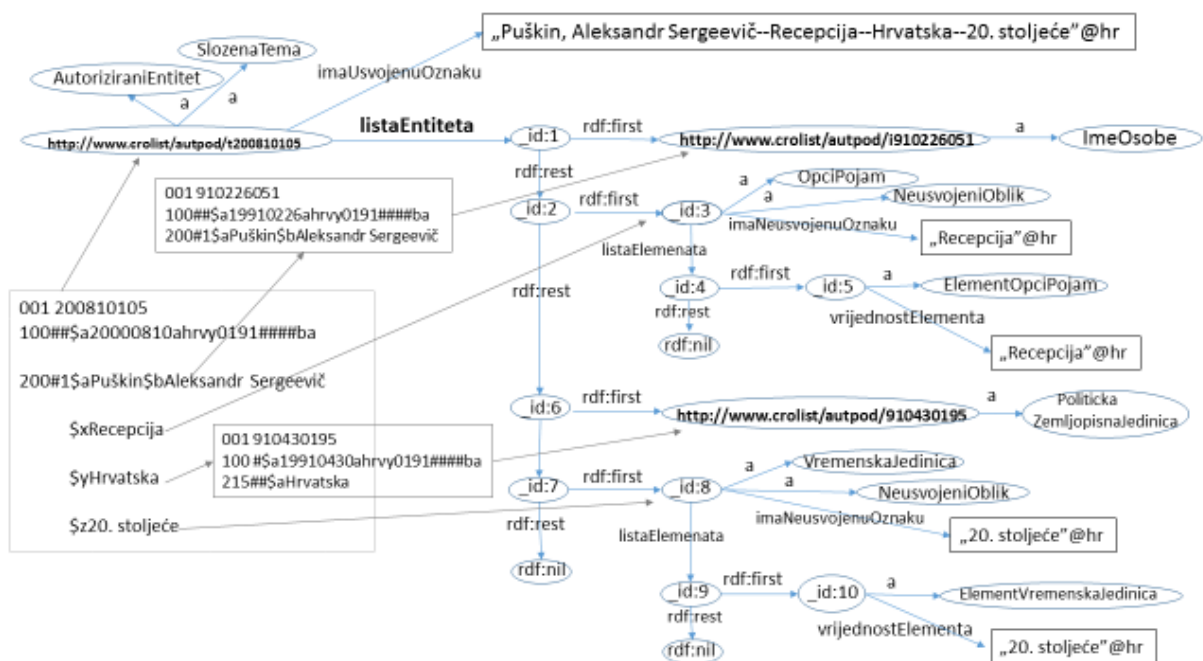 „Puškin, Aleksandr Sergeevič--Recepcija--Hrvatska--20. stoljeće”@hr
SlozenaTema
AutoriziraniEntitet
imaUsvojenuOznaku
a
a
http://www.crolist/autpod/t200810105
listaEntiteta
_id:1
rdf:first
http://www.crolist/autpod/i910226051
a
ImeOsobe
rdf:rest
001 910226051
100##$a19910226ahrvy0191####ba
200#1$aPuškin$bAleksandr Sergeevič
_id:2
rdf:first
_id:3
a
OpciPojam
a
NeusvojeniOblik
imaNeusvojenuOznaku
„Recepcija”@hr
listaElemenata
rdf:rest
_id:4
rdf:first
_id:5
a
ElementOpciPojam
rdf:rest
vrijednostElementa
rdf:nil
„Recepcija”@hr
001 200810105
100##$a20000810ahrvy0191####ba
200#1$aPuškin$bAleksandr Sergeevič
$xRecepcija
$yHrvatska
$z20. stoljeće
001 910430195
100 #$a19910430ahrvy0191####ba
215##$aHrvatska
_id:6
rdf:first
http://www.crolist/autpod/910430195
a
Politicka
ZemljopisnaJedinica
_id:7
rdf:first
_id:8
a
VremenskaJedinica
a
NeusvojeniOblik
rdf:rest
rdf:nil
listaElemenata
imaNeusvojenuOznaku
„20. stoljeće”@hr
_id:9
rdf:first
_id:10
a
ElementVremenskaJedinica
rdf:rest
vrijednostElementa
rdf:nil
„20. stoljeće”@hr